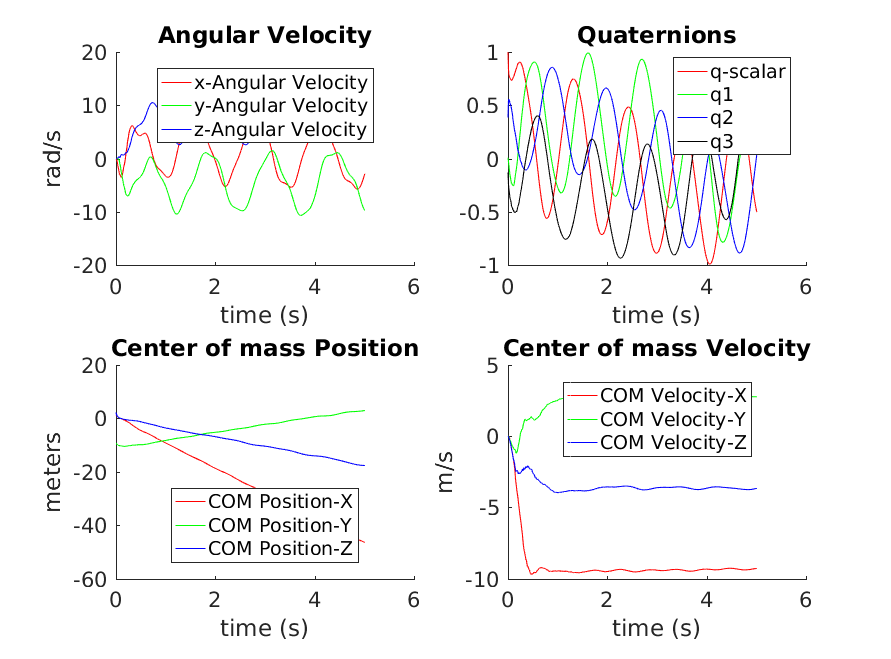 Angular Velocity
20
10
0
-10
-20
rad/s
x-Angular Velocity
y-Angular Velocity
z-Angular Velocity
0 2 4 6
time (s)
Quaternions
1
0.5
0
-0.5
-1
q-scalar
q1
q2
q3
0 2 4 6
time (s)
Center of mass Position
20
0
-20
-40
-60
meters
COM Position-X
COM Position-Y
COM Position-Z
0 2 4 6
time (s)
Center of mass Velocity
5
0
-5
-10
m/s
COM Velocity-X
COM Velocity-Y
COM Velocity-Z
0 2 4 6
time (s)